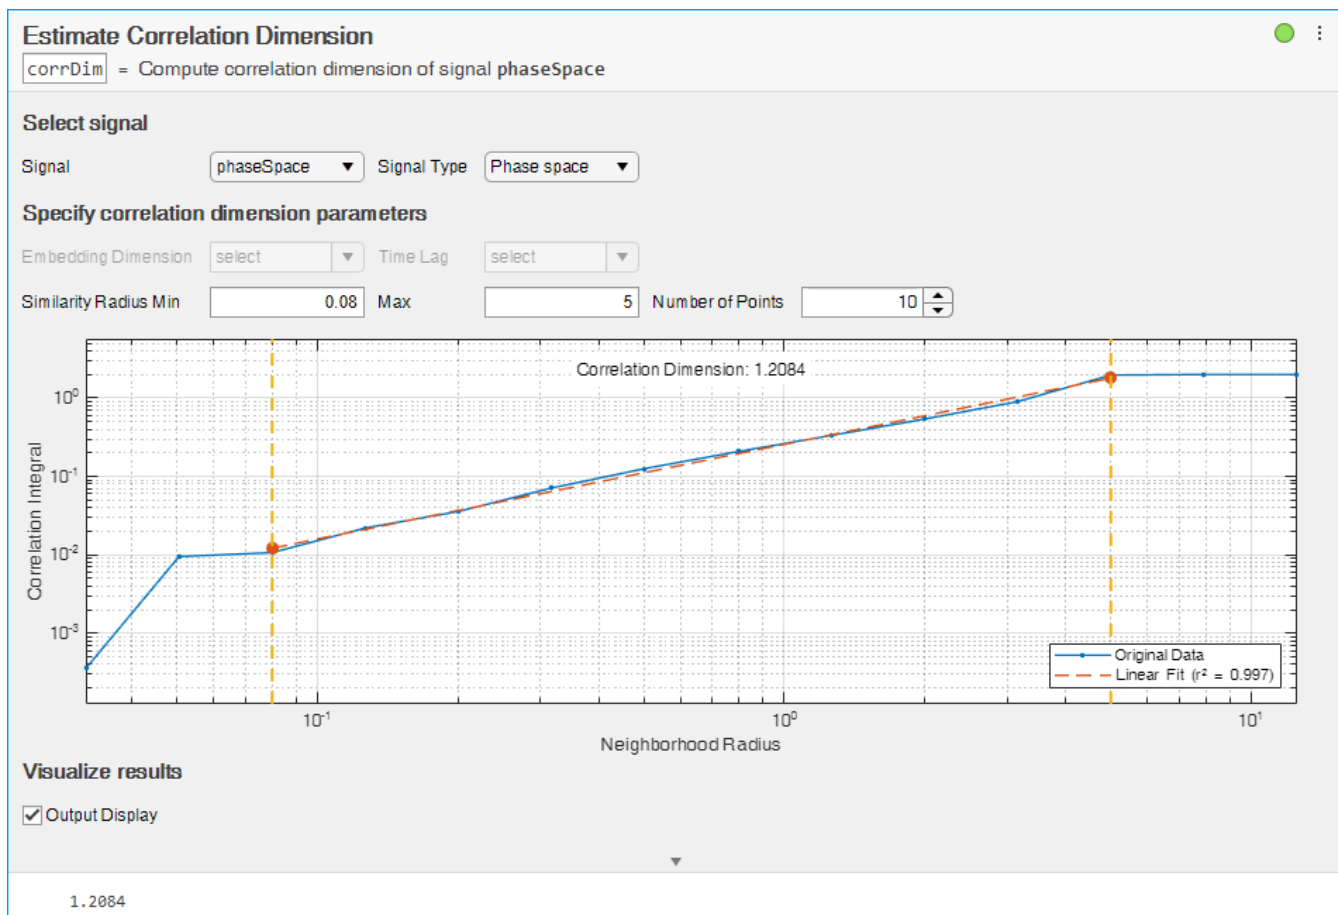 Estimate Correlation Dimension
corrDim = Compute correlation dimension of signal phaseSpace
Select signal
Signal phaseSpace Signal Type Phase space
Specify correlation dimension parameters
Embedding Dimension select Time Lag select
Similarity Radius Min 0.08 Max 5 Number of Points 10
Correlation Dimension: 1.2084
10^0
10^-1
10^-2
10^-3
Correlation Integral
Original Data
Linear Fit (r² = 0.997)
10^-1 10^0 10^1
Neighborhood Radius
Visualize results
Output Display
1.2084